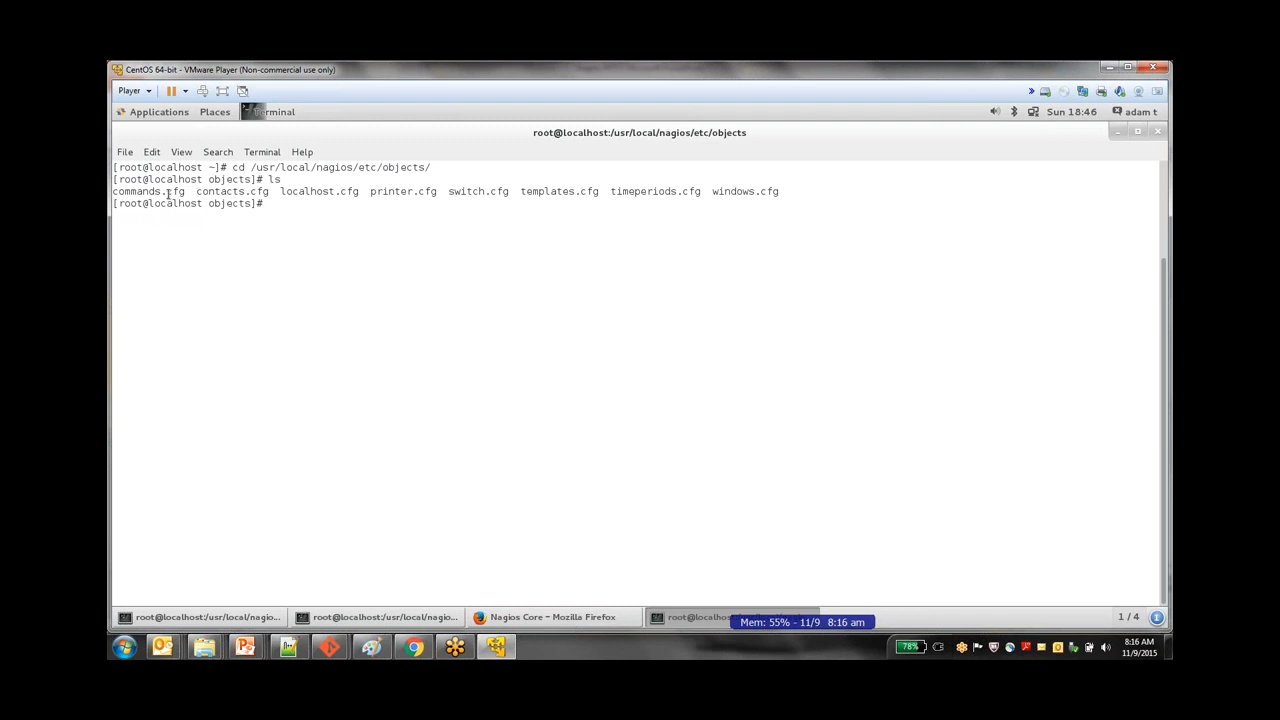 CentOS 64-bit - VMware Player (Non-commercial use only)
Player
Applications Places Terminal Sun 18:46 adam t
root@localhost:/usr/local/nagios/etc/objects
File Edit View Search Terminal Help
[root@localhost ~]# cd /usr/local/nagios/etc/objects/
[root@localhost objects]# ls
commands.cfg contacts.cfg localhost.cfg printer.cfg switch.cfg templates.cfg timeperiods.cfg windows.cfg
[root@localhost objects]#
root@localhost:/usr/local/nagio... root@localhost:/usr/local/nagio... Nagios Core - Mozilla Firefox 1 / 4
Mem: 55% - 11/9 8:16 am
78% 8:16 AM
11/9/2015